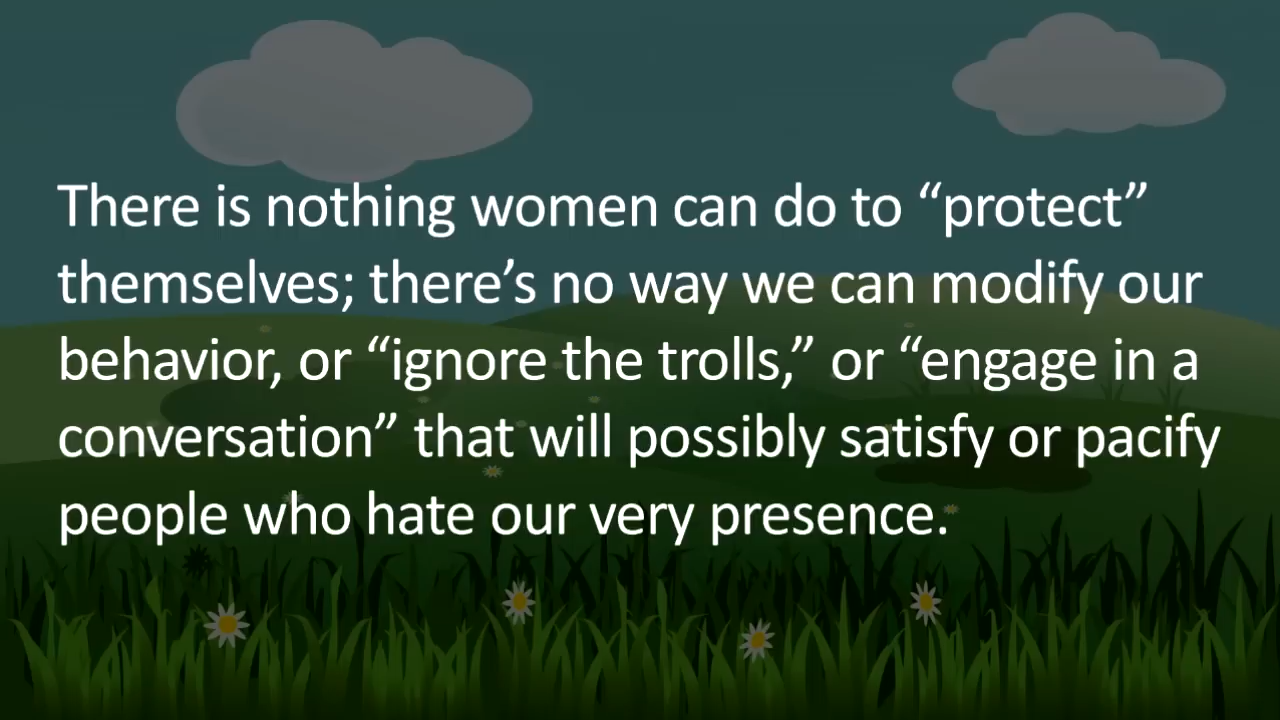 There is nothing women can do to “protect”
themselves; there’s no way we can modify our
behavior, or “ignore the trolls,” or “engage in a
conversation” that will possibly satisfy or pacify
people who hate our very presence.